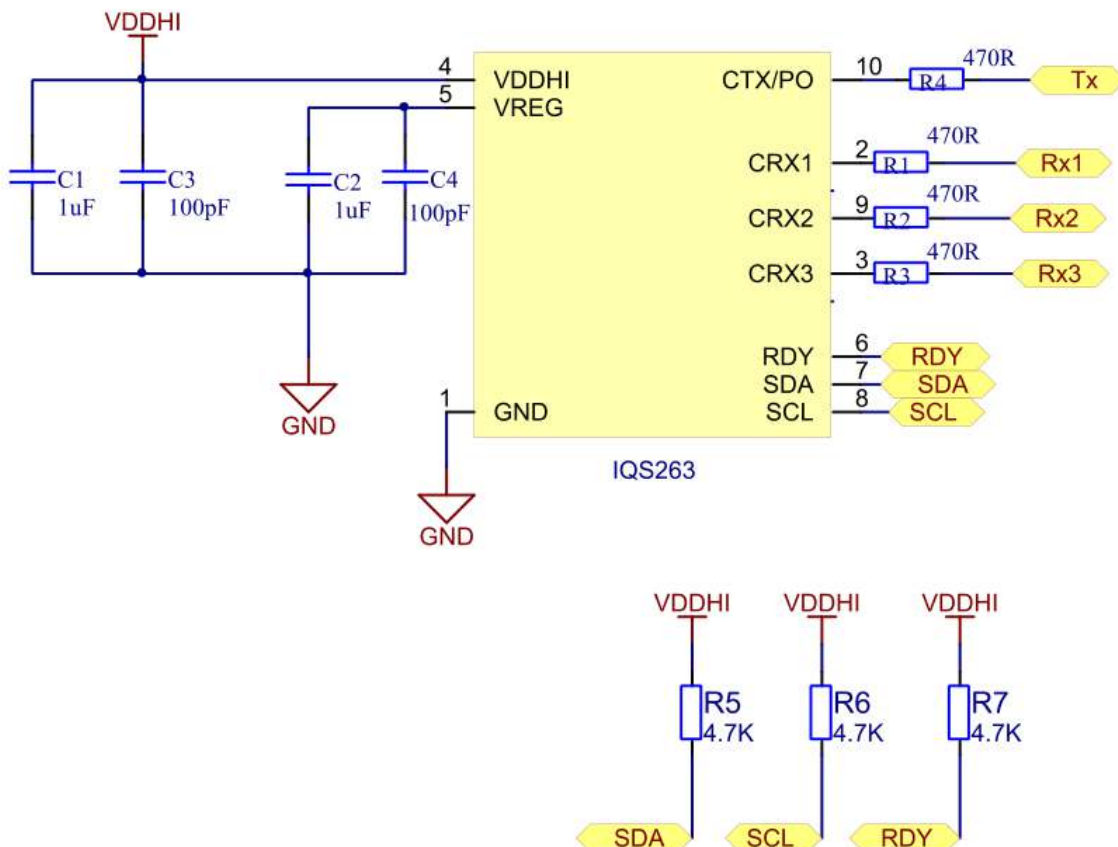 VDDHI
4
VDDHI
5
VREG
C1
1uF
C3
100pF
C2
1uF
C4
100pF
1
GND
GND
GND
IQS263
CTX/PO
10
R4
470R
Tx
CRX1
2
R1
470R
Rx1
CRX2
9
R2
470R
Rx2
CRX3
3
R3
470R
Rx3
RDY
6
RDY
SDA
7
SDA
SCL
8
SCL
VDDHI
VDDHI
VDDHI
R5
4.7K
R6
4.7K
R7
4.7K
SDA
SCL
RDY